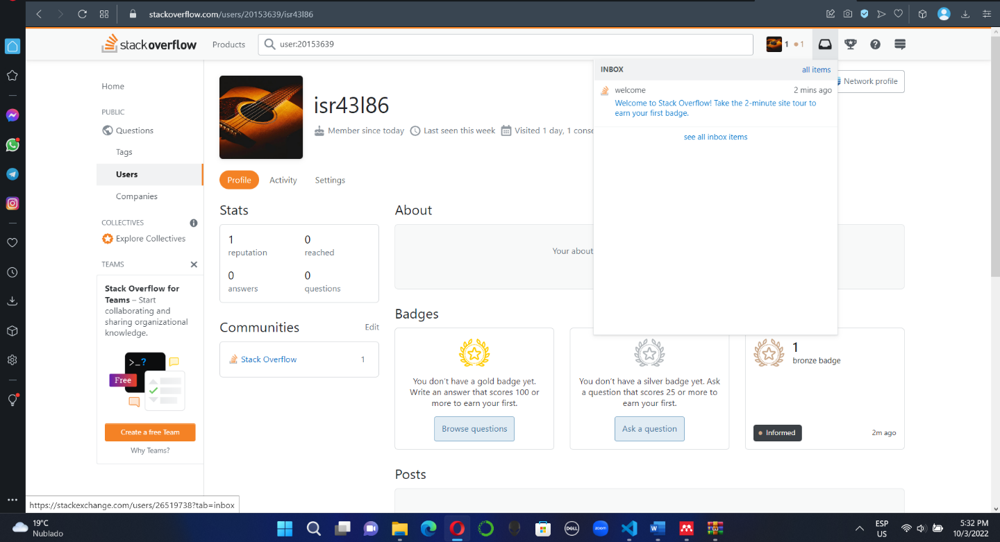 stackoverflow.com/users/20153639/isr43l86
stackoverflow
Products
user:20153639
1
1
INBOX
all items
welcome
2 mins ago
Welcome to Stack Overflow! Take the 2-minute site tour to
earn your first badge.
see all inbox items
Network profile
Home
PUBLIC
Questions
Tags
Users
Companies
COLLECTIVES
Explore Collectives
TEAMS
Stack Overflow for
Teams – Start
collaborating and
sharing organizational
knowledge.
>_?
Free
Create a free Team
Why Teams?
isr43l86
Member since today
Last seen this week
Visited 1 day, 1 conse
Profile
Activity
Settings
Stats
1
reputation
0
reached
0
answers
0
questions
Communities
Edit
Stack Overflow
1
About
Your about
Badges
You don’t have a gold badge yet.
Write an answer that scores 100 or
more to earn your first.
Browse questions
You don’t have a silver badge yet. Ask
a question that scores 25 or more to
earn your first.
Ask a question
1
bronze badge
Informed
2m ago
Posts
https://stackexchange.com/users/26519738?tab=inbox
19°C
Nublado
DELL
zoom
ESP
US
5:32 PM
10/3/2022